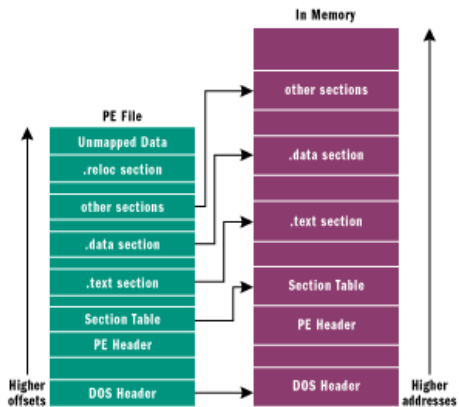 In Memory
other sections
.data section
.text section
Section Table
PE Header
DOS Header
Higher
addresses
PE File
Unmapped Data
.reloc section
other sections
.data section
.text section
Section Table
PE Header
DOS Header
Higher
offsets